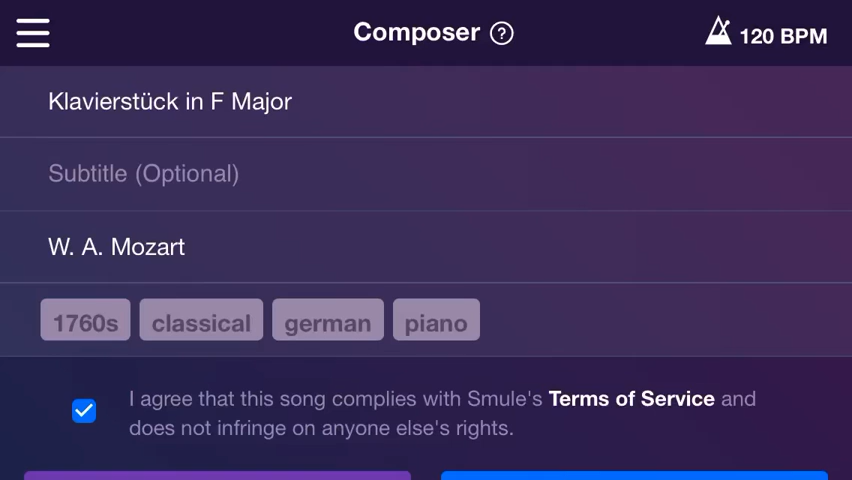 Composer ?
120 BPM
Klavierstück in F Major
Subtitle (Optional)
W. A. Mozart
1760s classical german piano
I agree that this song complies with Smule's Terms of Service and
does not infringe on anyone else's rights.